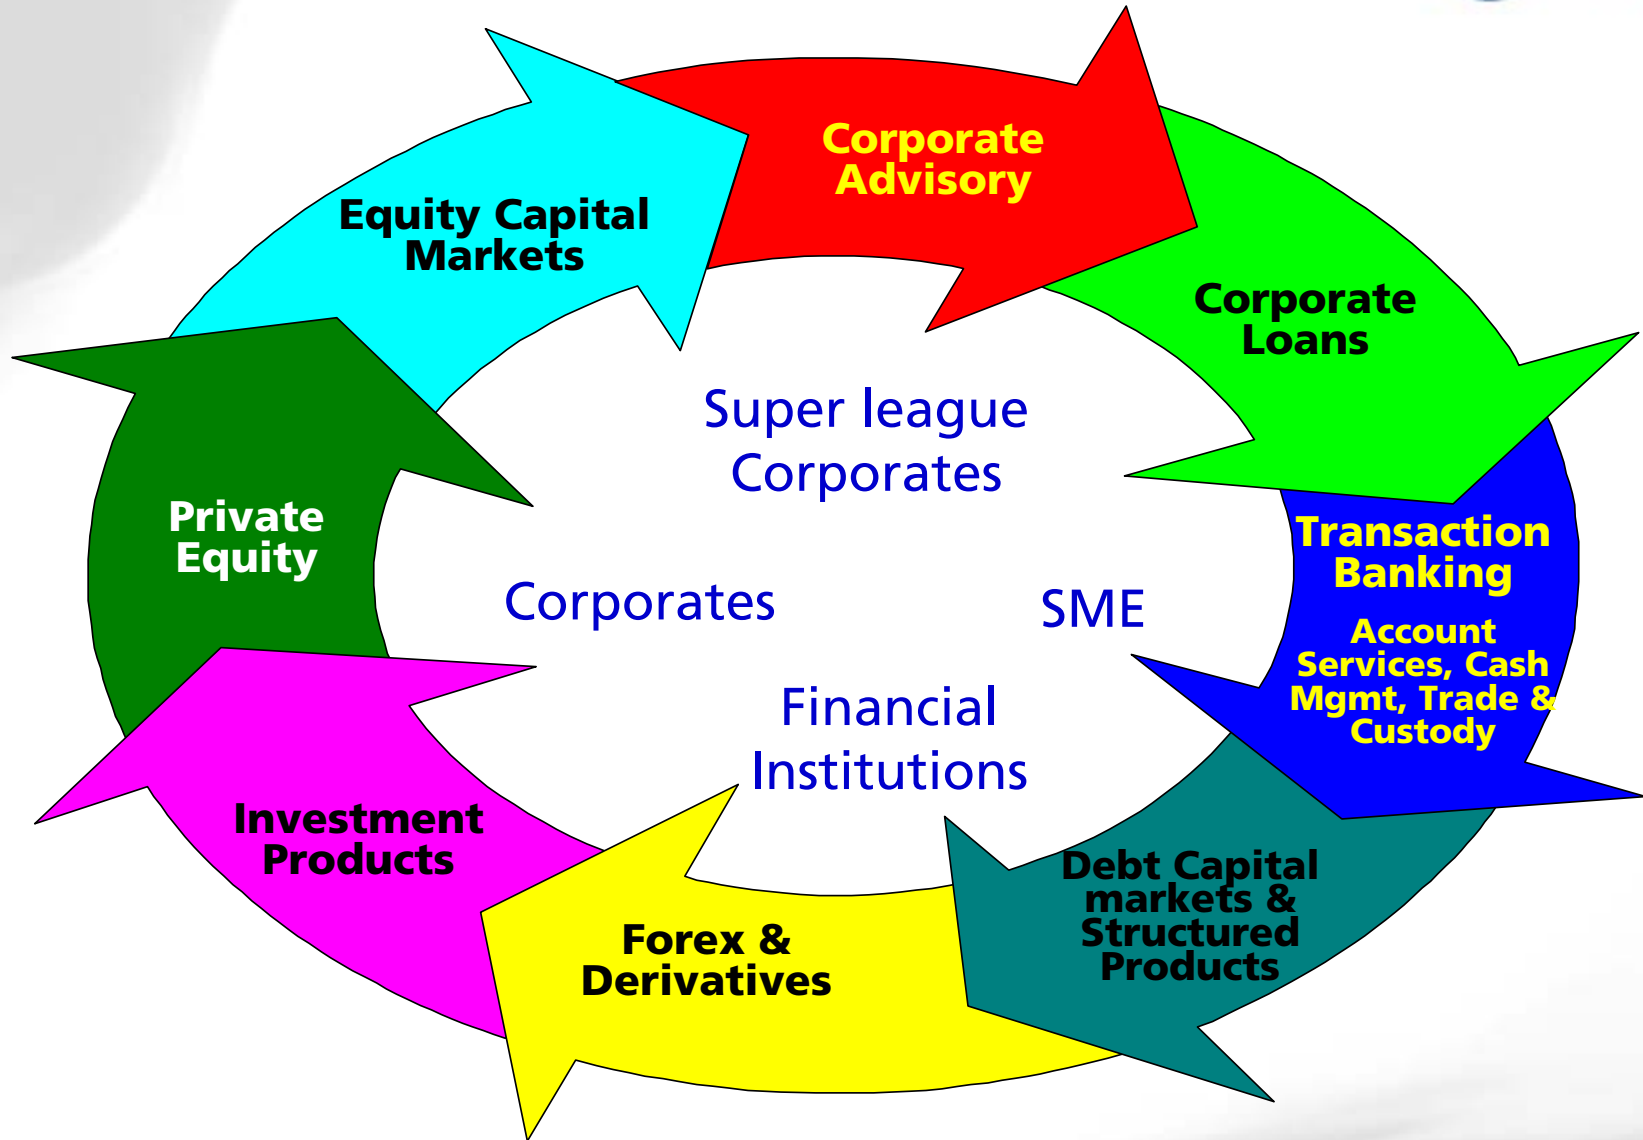 Corporate
Advisory
Equity Capital
Markets
Corporate
Loans
Super league
Corporates
Private
Equity
Transaction
Banking
Account
Services, Cash
Mgmt, Trade &
Custody
Corporates
SME
Financial
Institutions
Investment
Products
Debt Capital
markets &
Structured
Products
Forex &
Derivatives